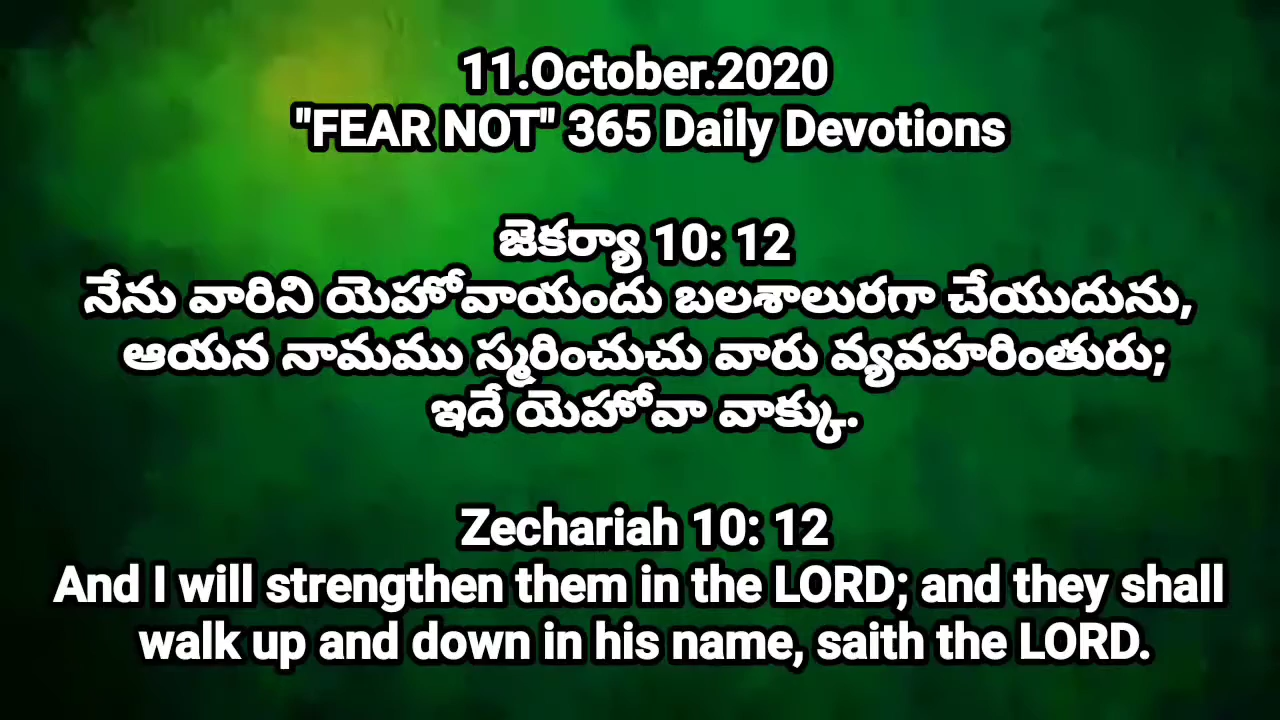 11.October.2020
"FEAR NOT" 365 Daily Devotions
జెకర్యా 10: 12
నేను వారిని యెహోవాయందు బలశాలురగా చేయుదును,
ఆయన నామము స్మరించుచు వారు వ్యవహరింతురు;
ఇదే యెహోవా వాక్కు.
Zechariah 10: 12
And I will strengthen them in the LORD; and they shall
walk up and down in his name, saith the LORD.